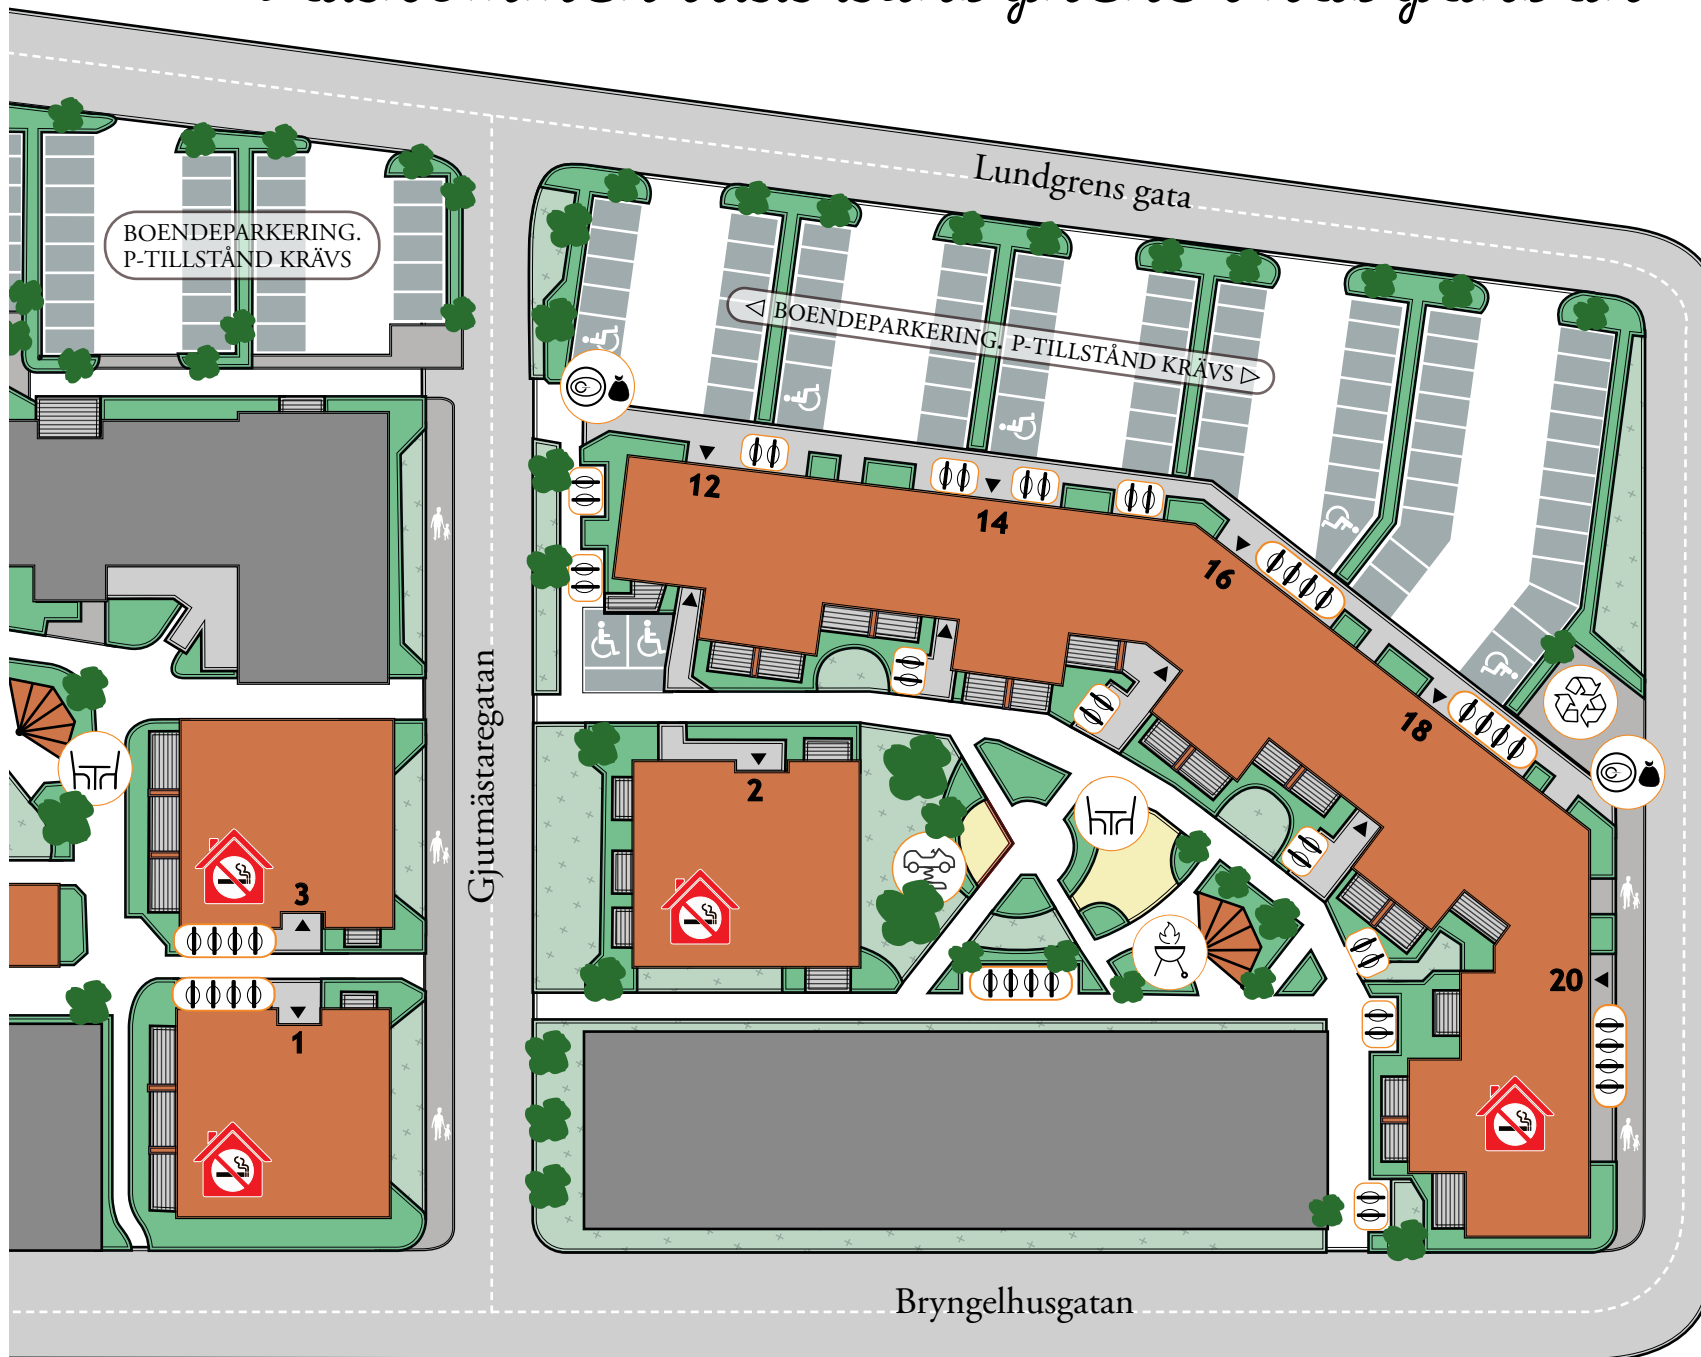 Lundgrens gata
BOENDEPARKERING.
P-TILLSTÅND KRÄVS
BOENDEPARKERING. P-TILLSTÅND KRÄVS
12
14
16
18
20
Gjutmästaregatan
2
3
1
Bryngelhusgatan